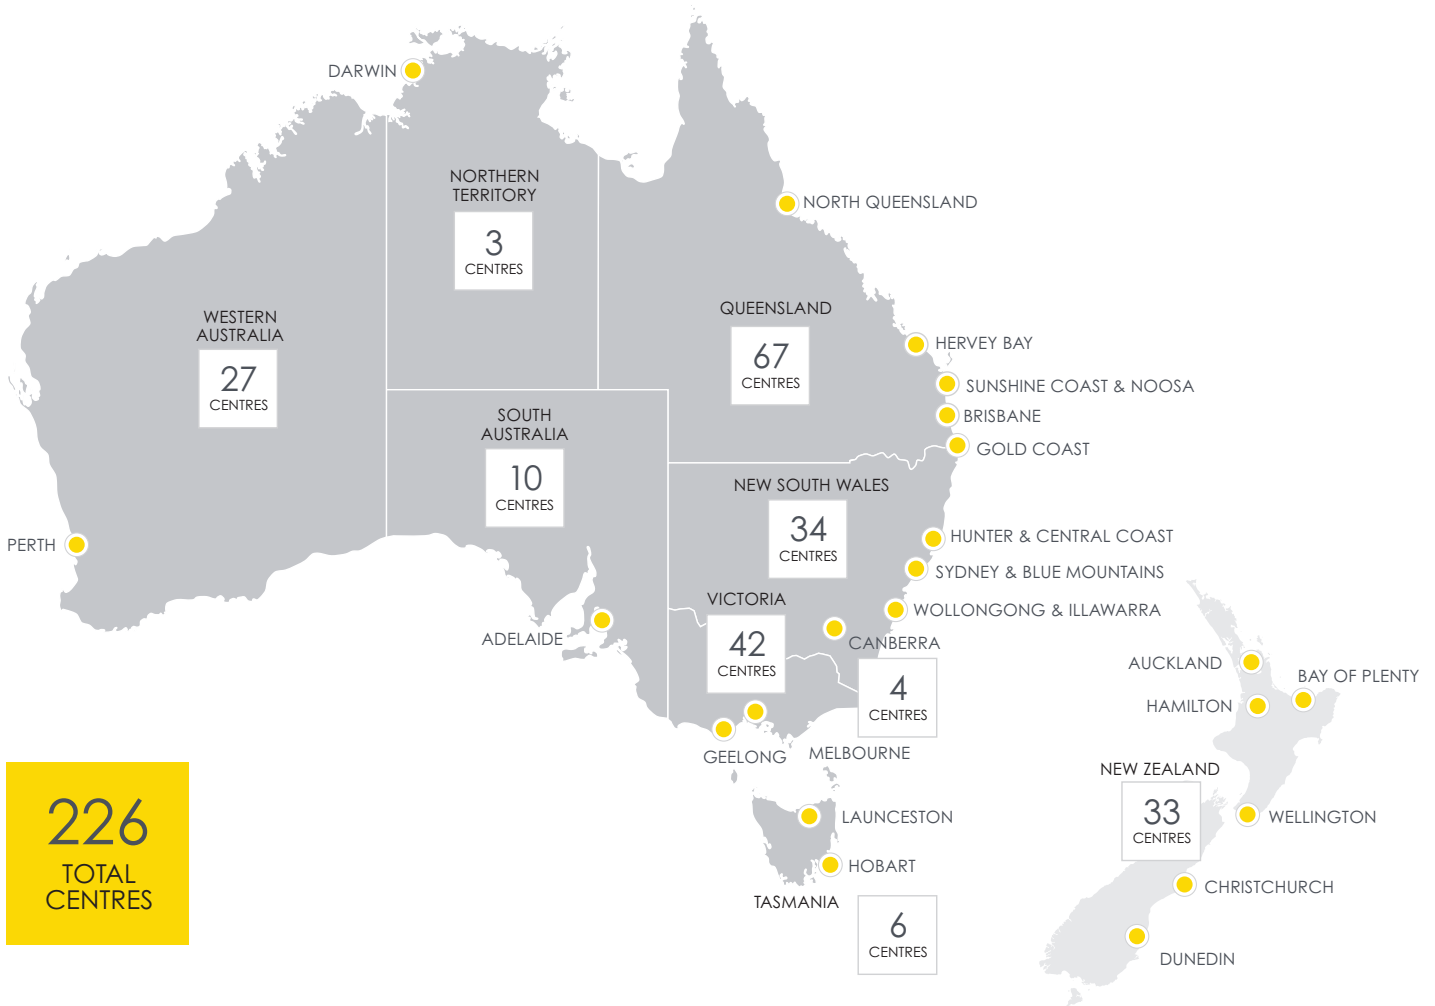 DARWIN
NORTHERN
TERRITORY
3
CENTRES
NORTH QUEENSLAND
WESTERN
AUSTRALIA
27
CENTRES
QUEENSLAND
67
CENTRES
HERVEY BAY
SUNSHINE COAST & NOOSA
BRISBANE
GOLD COAST
SOUTH
AUSTRALIA
10
CENTRES
NEW SOUTH WALES
34
CENTRES
HUNTER & CENTRAL COAST
SYDNEY & BLUE MOUNTAINS
WOLLONGONG & ILLAWARRA
PERTH
ADELAIDE
VICTORIA
42
CENTRES
CANBERRA
4
CENTRES
GEELONG
MELBOURNE
LAUNCESTON
HOBART
TASMANIA
6
CENTRES
AUCKLAND
BAY OF PLENTY
HAMILTON
NEW ZEALAND
33
CENTRES
WELLINGTON
CHRISTCHURCH
DUNEDIN
226
TOTAL
CENTRES